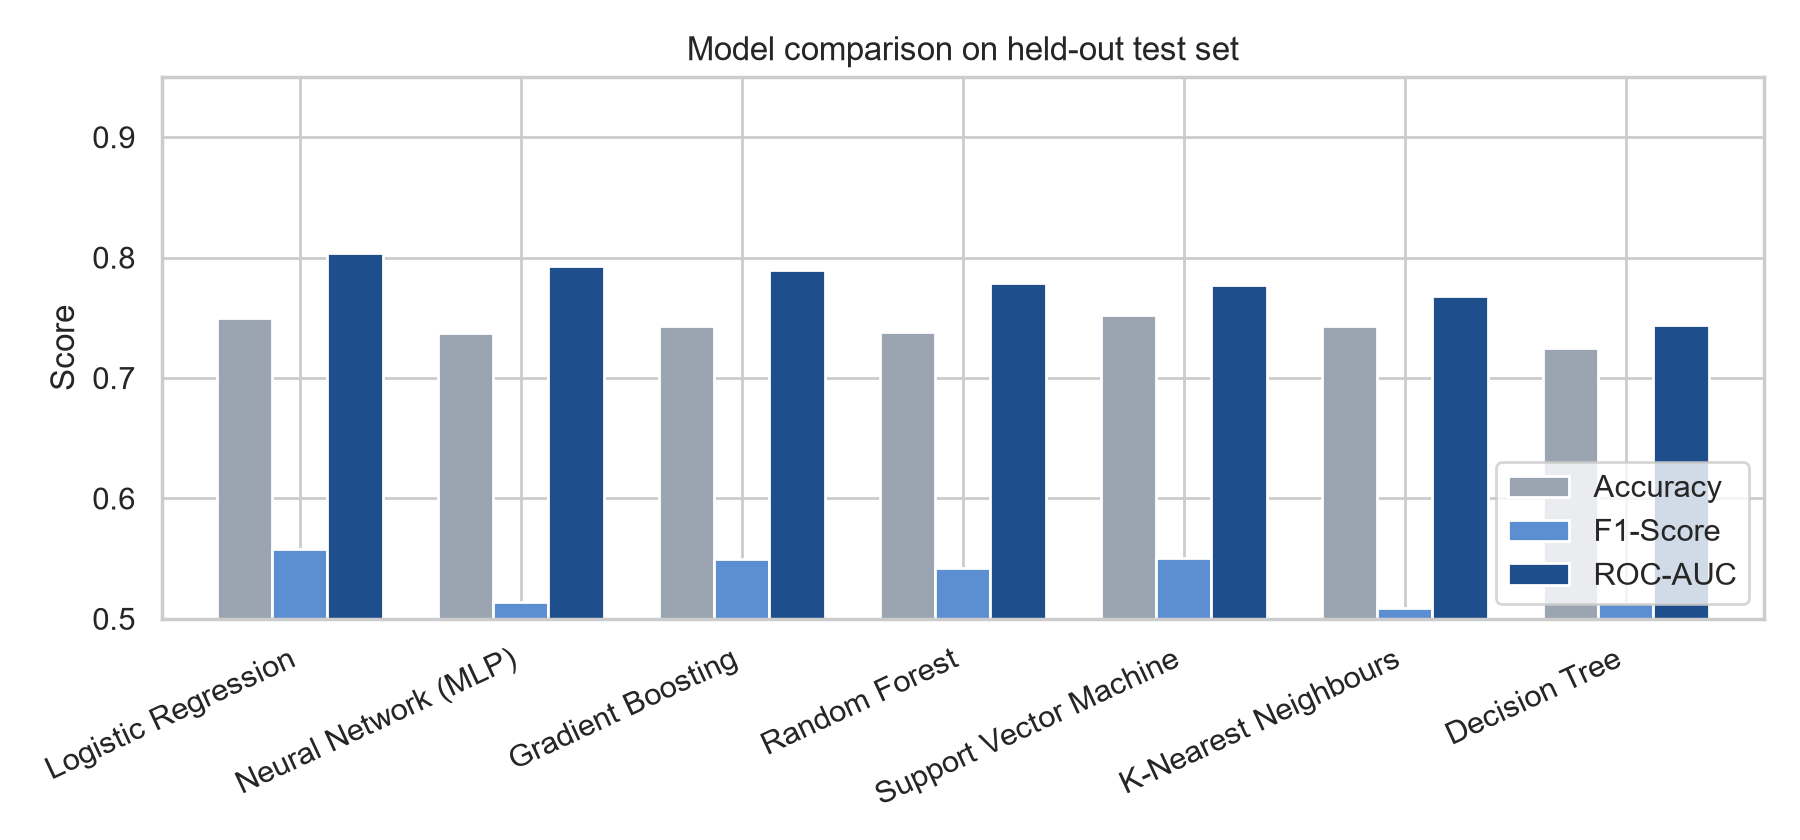 Model comparison on held-out test set
Score
0.9
0.8
0.7
0.6
0.5
Accuracy
F1-Score
ROC-AUC
Logistic Regression
Neural Network (MLP)
Gradient Boosting
Random Forest
Support Vector Machine
K-Nearest Neighbours
Decision Tree